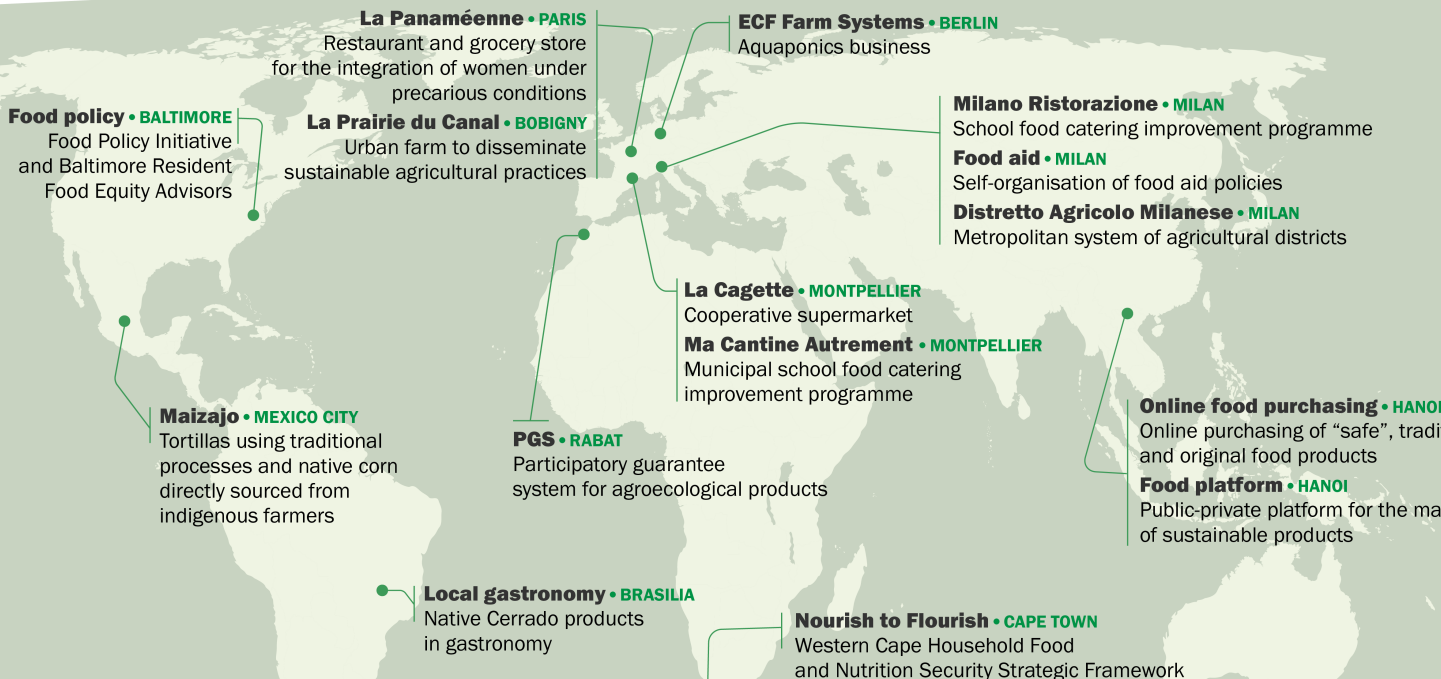 La Panaméenne • PARIS
Restaurant and grocery store
for the integration of women under
precarious conditions
La Prairie du Canal • BOBIGNY
Urban farm to disseminate
sustainable agricultural practices
ECF Farm Systems • BERLIN
Aquaponics business
Food policy • BALTIMORE
Food Policy Initiative
and Baltimore Resident
Food Equity Advisors
Milano Ristorazione • MILAN
School food catering improvement programme
Food aid • MILAN
Self-organisation of food aid policies
Distretto Agricolo Milanese • MILAN
Metropolitan system of agricultural districts
La Cagette • MONTPELLIER
Cooperative supermarket
Ma Cantine Autrement • MONTPELLIER
Municipal school food catering
improvement programme
Maizajo • MEXICO CITY
Tortillas using traditional
processes and native corn
directly sourced from
indigenous farmers
PGS • RABAT
Participatory guarantee
system for agroecological products
Online food purchasing •
Online purchasing of “safe”,
and original food products
Food platform • HANOI
Public-private platform for the
of sustainable products
Local gastronomy • BRASILIA
Native Cerrado products
in gastronomy
Nourish to Flourish • CAPE TOWN
Western Cape Household Food
and Nutrition Security Strategic Framework